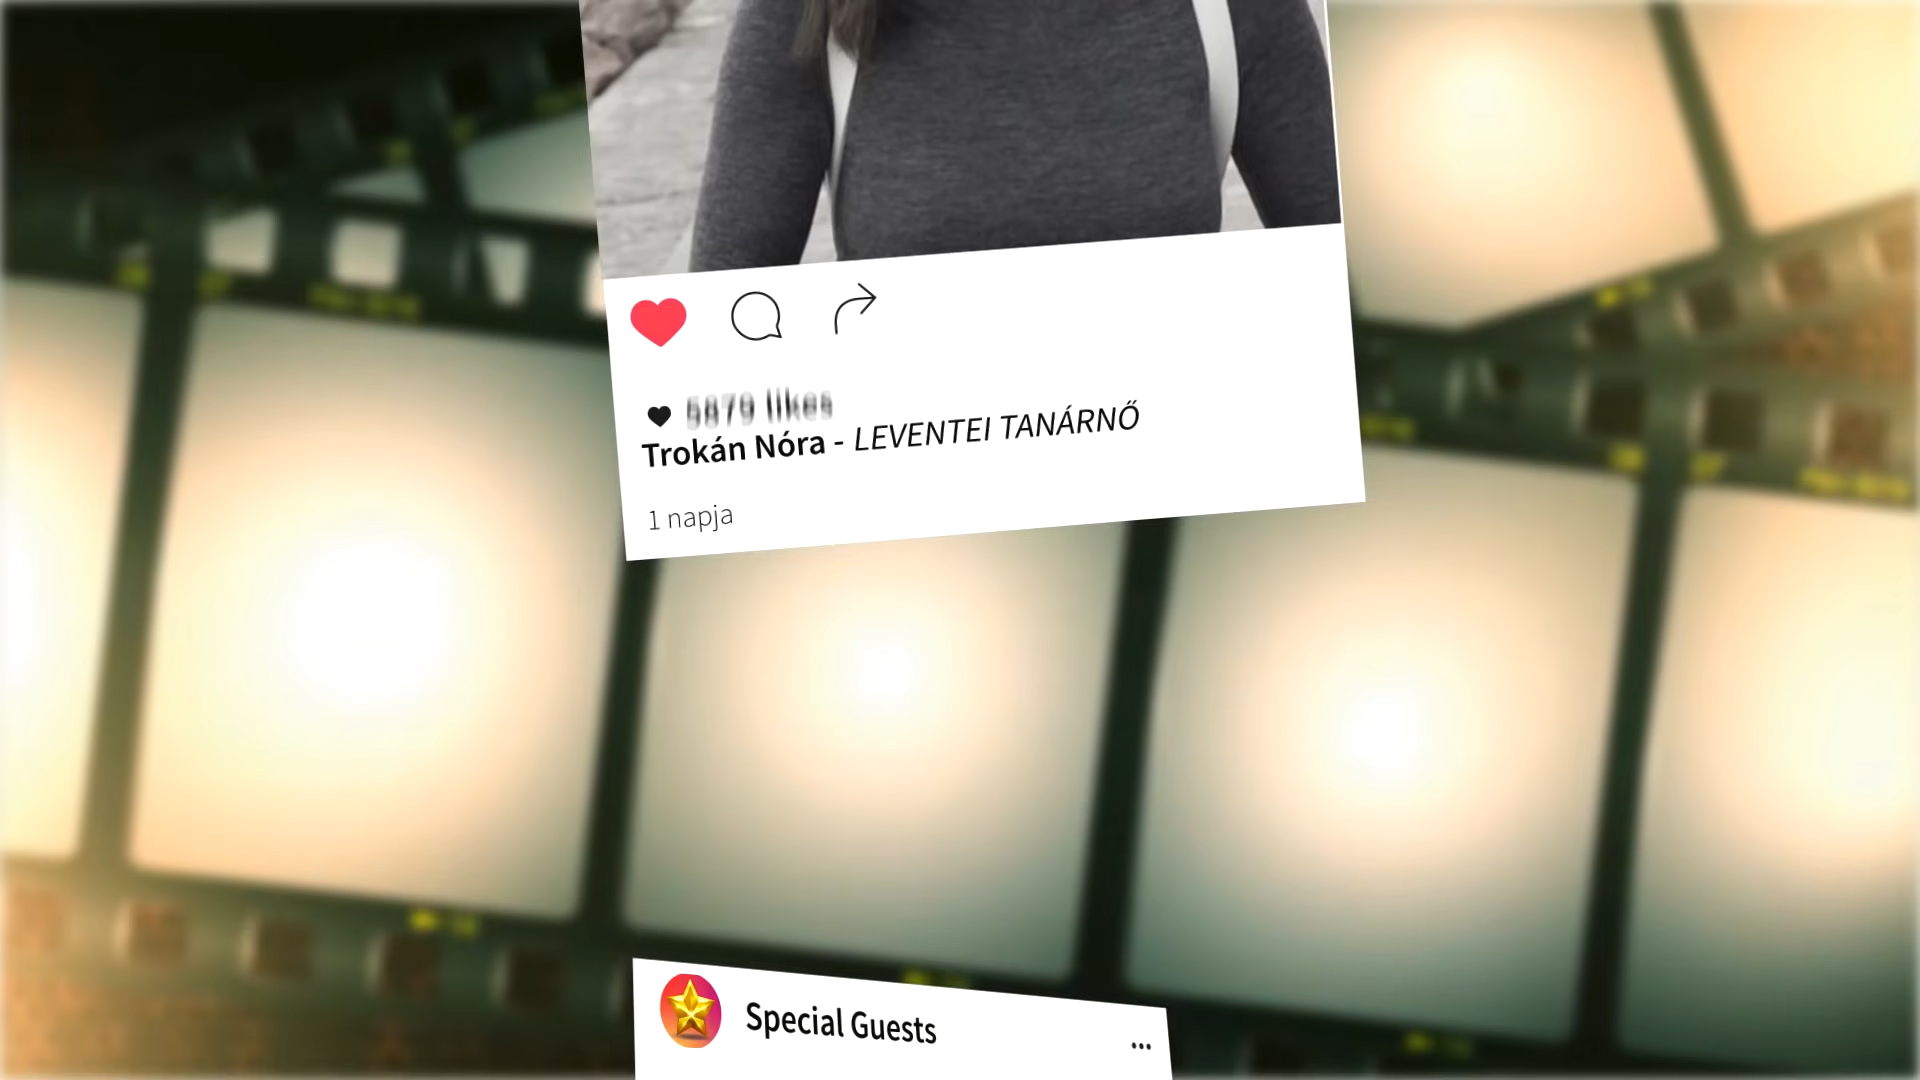 5879 likes
Trokán Nóra - LEVENTEI TANÁRNŐ
1 napja
Special Guests